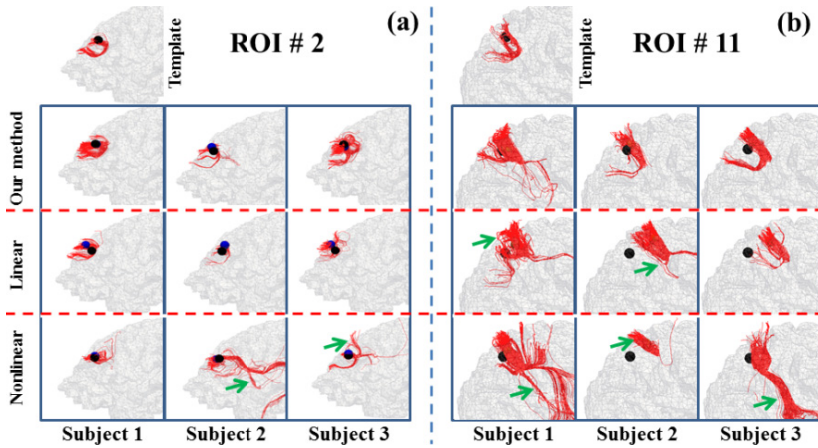 (a)
ROI # 2
Template
(b)
ROI # 11
Template
Our method
Linear
Nonlinear
Subject 1
Subject 2
Subject 3
Subject 1
Subject 2
Subject 3